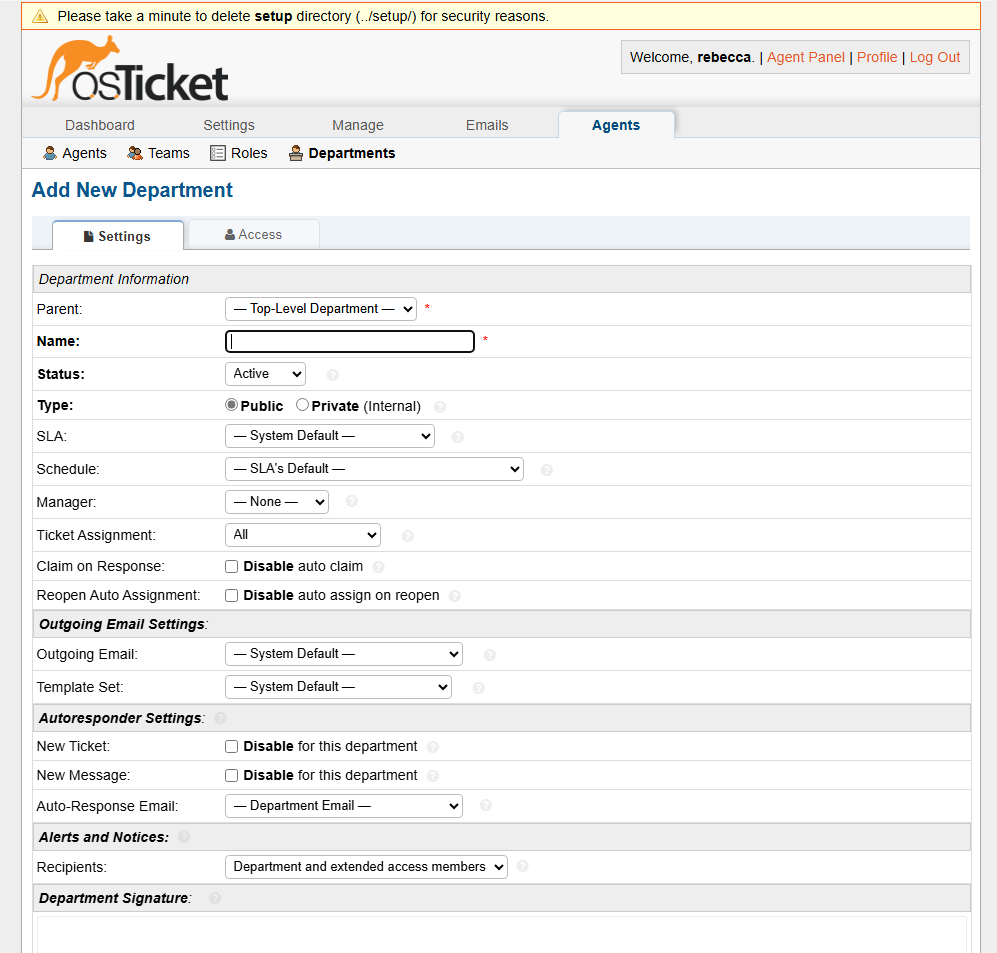 Please take a minute to delete setup directory (../setup/) for security reasons.
osTicket
Welcome, rebecca. | Agent Panel | Profile | Log Out
Dashboard Settings Manage Emails Agents
Agents Teams Roles Departments
Add New Department
Settings Access
Department Information
Parent: — Top-Level Department — *
Name: *
Status: Active
Type: Public Private (Internal)
SLA: — System Default —
Schedule: — SLA's Default —
Manager: — None —
Ticket Assignment: All
Claim on Response: Disable auto claim
Reopen Auto Assignment: Disable auto assign on reopen
Outgoing Email Settings:
Outgoing Email: — System Default —
Template Set: — System Default —
Autoresponder Settings:
New Ticket: Disable for this department
New Message: Disable for this department
Auto-Response Email: — Department Email —
Alerts and Notices:
Recipients: Department and extended access members
Department Signature: